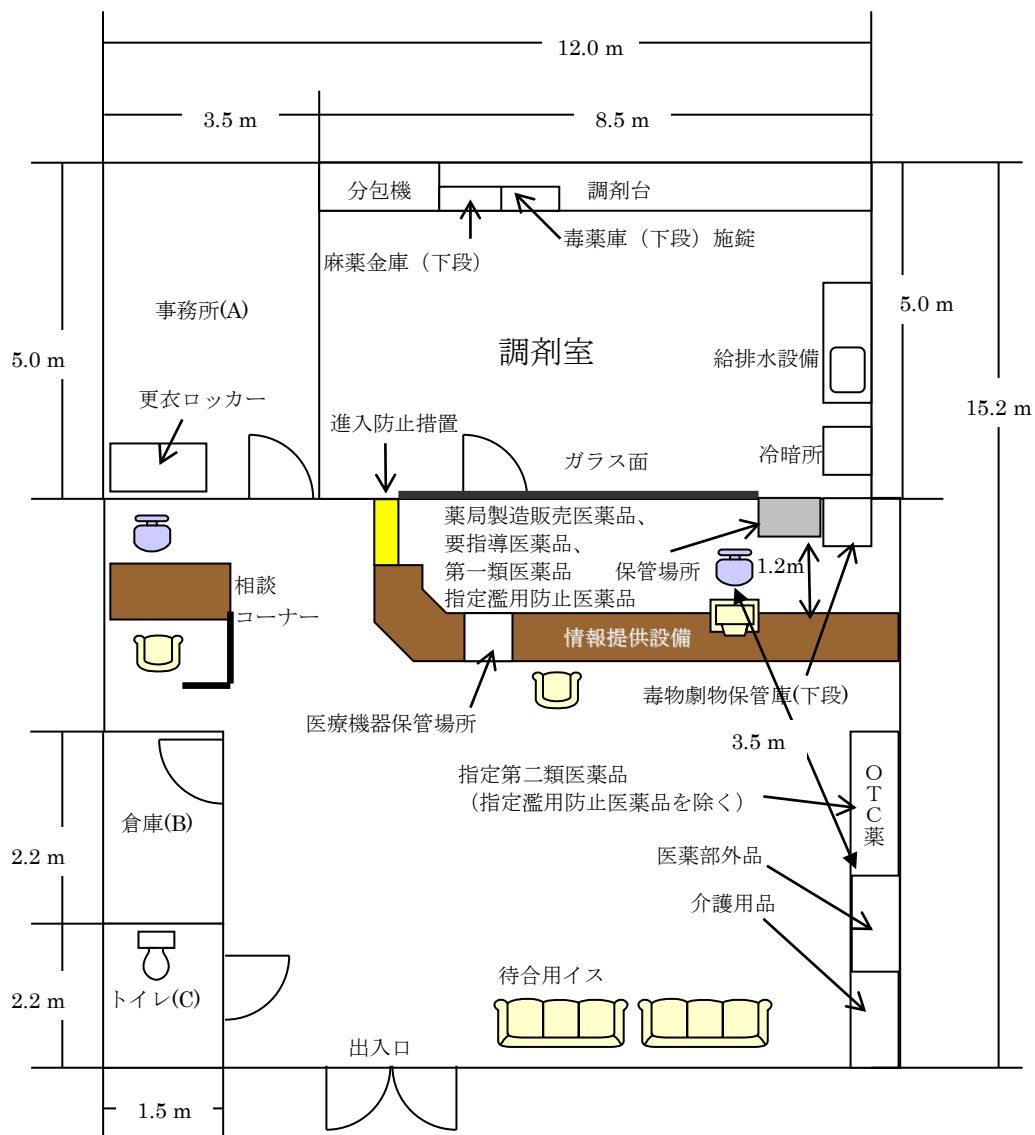 12.0 m
3.5 m
8.5 m
分包機
調剤台
毒薬庫（下段）施錠
麻薬金庫（下段）
事務所(A)
5.0 m
5.0 m
調剤室
給排水設備
15.2 m
更衣ロッカー
進入防止措置
ガラス面
冷暗所
薬局製造販売医薬品、
要指導医薬品、
第一類医薬品
指定濫用防止医薬品
保管場所
1.2m
相談
コーナー
情報提供設備
毒物劇物保管庫(下段)
医療機器保管場所
3.5 m
指定第二類医薬品
（指定濫用防止医薬品を除く）
ＯＴＣ薬
倉庫(B)
2.2 m
医薬部外品
介護用品
トイレ(C)
2.2 m
待合用イス
出入口
1.5 m